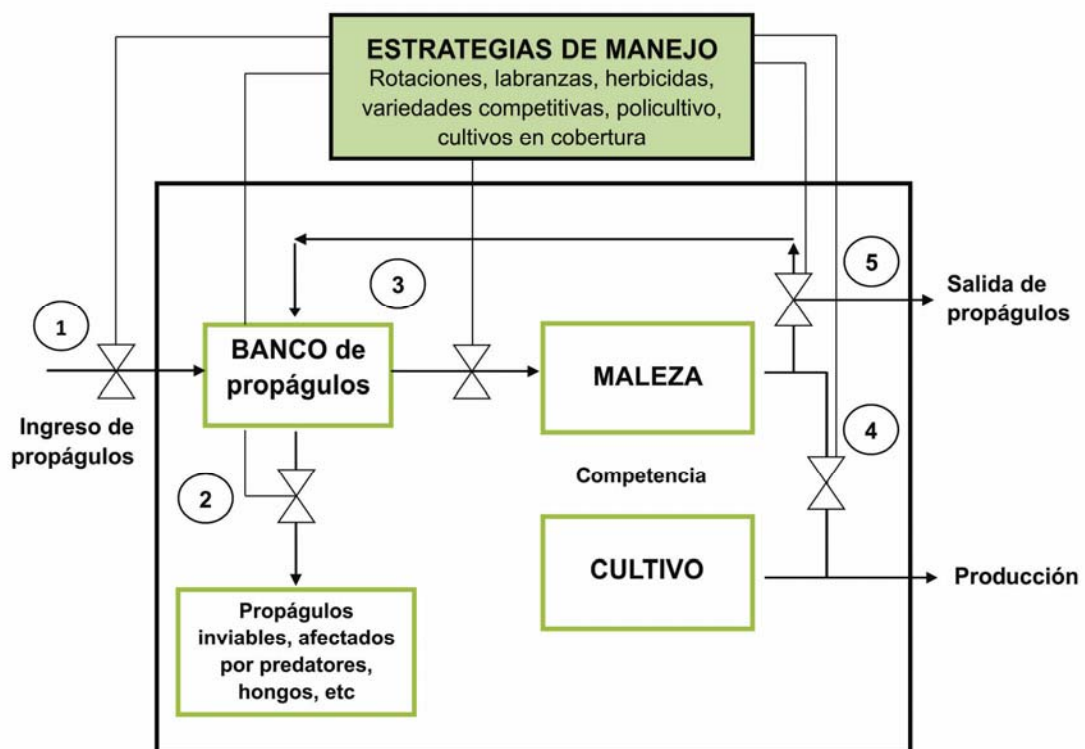 ESTRATEGIAS DE MANEJO
Rotaciones, labranzas, herbicidas,
variedades competitivas, policultivo,
cultivos en cobertura
1
3
5
Salida de
propágulos
BANCO de
propágulos
MALEZA
Ingreso de
propágulos
4
Competencia
2
CULTIVO
Producción
Propágulos
inviables, afectados
por predatores,
hongos, etc